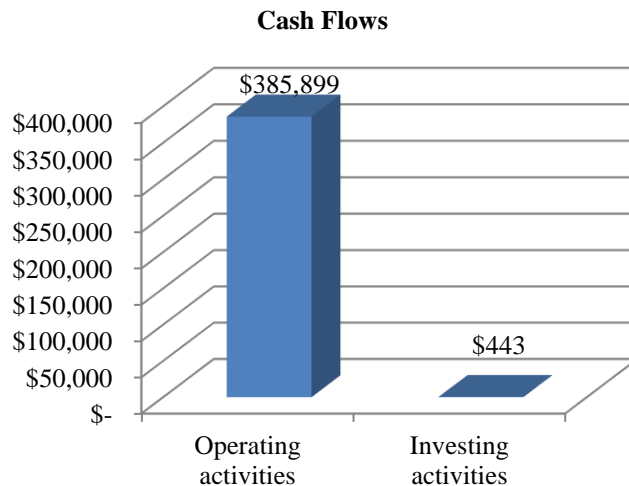 Cash Flows
$385,899
$400,000
$350,000
$300,000
$250,000
$200,000
$150,000
$100,000
$443
$50,000
$-
Operating
activities
Investing
activities